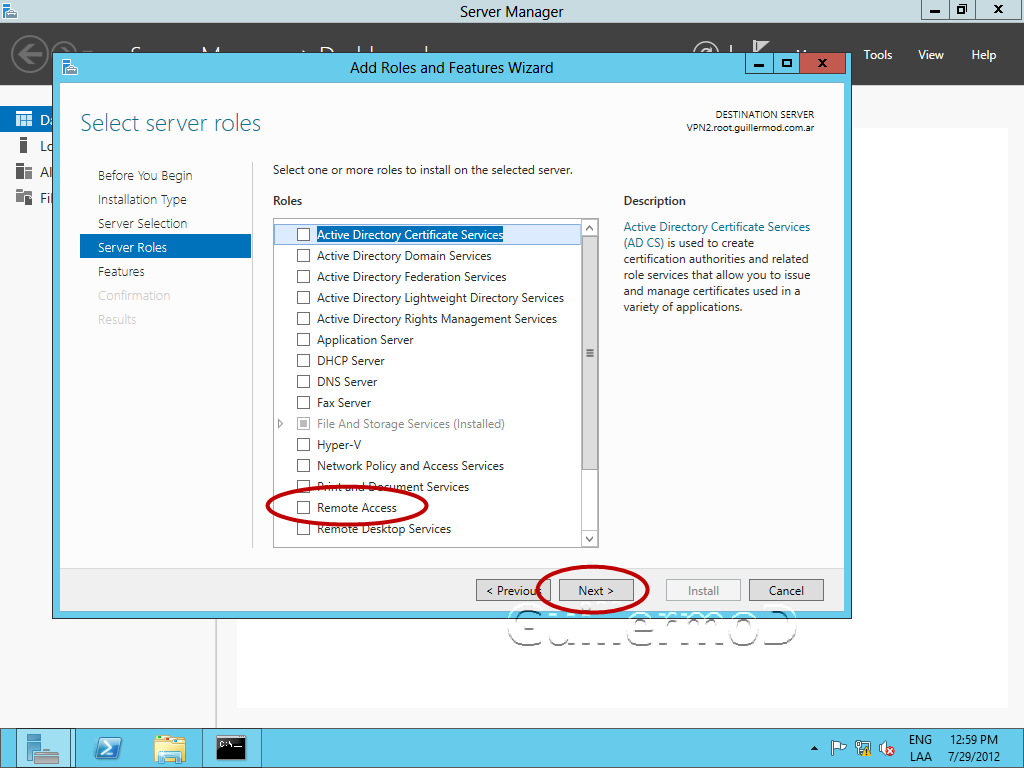 Server Manager
Tools View Help
Add Roles and Features Wizard
Select server roles
DESTINATION SERVER
VPN2.root.guillermod.com.ar
Before You Begin
Installation Type
Server Selection
Server Roles
Features
Confirmation
Results
Select one or more roles to install on the selected server.
Roles
Active Directory Certificate Services
Active Directory Domain Services
Active Directory Federation Services
Active Directory Lightweight Directory Services
Active Directory Rights Management Services
Application Server
DHCP Server
DNS Server
Fax Server
File And Storage Services (Installed)
Hyper-V
Network Policy and Access Services
Print and Document Services
Remote Access
Remote Desktop Services
Description
Active Directory Certificate Services
(AD CS) is used to create
certification authorities and related
role services that allow you to issue
and manage certificates used in a
variety of applications.
< Previous Next > Install Cancel
GuillermoD
ENG 12:59 PM
LAA 7/29/2012